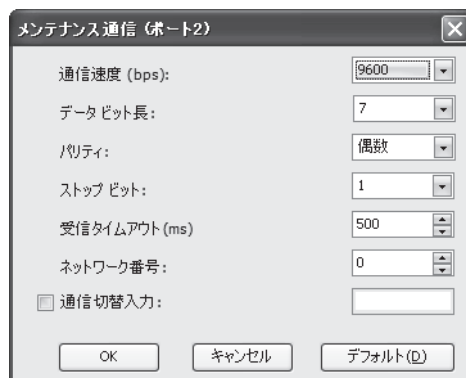 メンテナンス通信 (ポート2)
通信速度 (bps): 9600
データ ビット長: 7
パリティ: 偶数
ストップ ビット: 1
受信タイムアウト(ms) 500
ネットワーク番号: 0
通信切替入力:
OK キャンセル デフォルト(D)